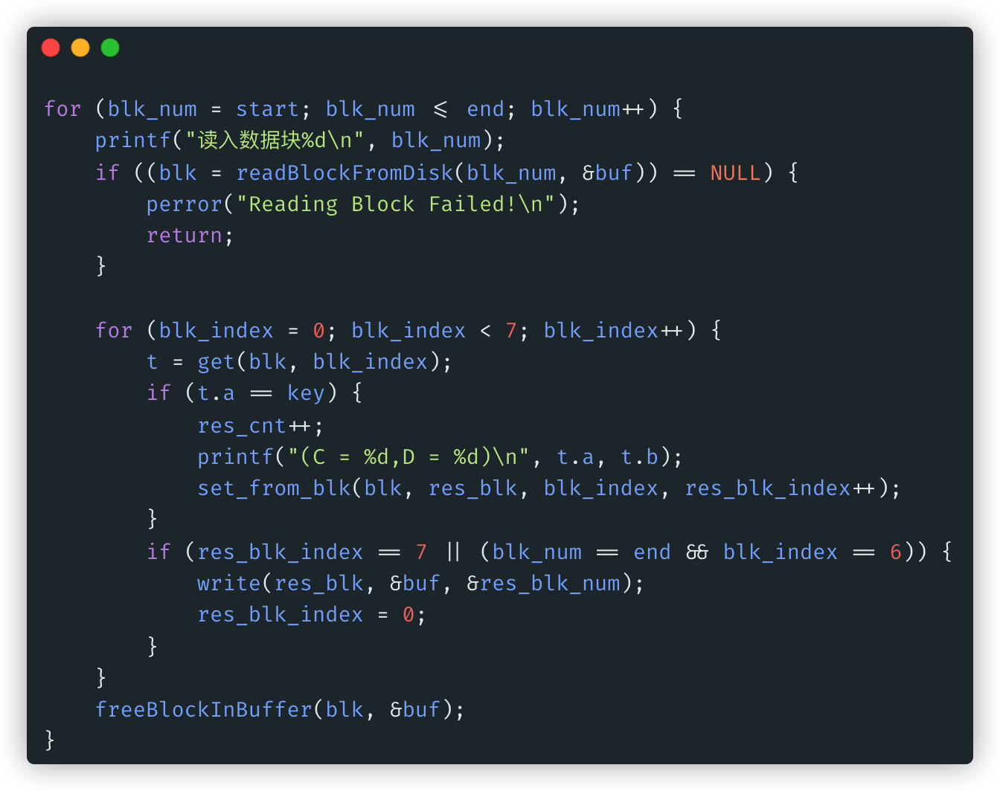 for (blk_num = start; blk_num <= end; blk_num++) {
    printf("读入数据块%d\n", blk_num);
    if ((blk = readBlockFromDisk(blk_num, &buf)) == NULL) {
        perror("Reading Block Failed!\n");
        return;
    }

    for (blk_index = 0; blk_index < 7; blk_index++) {
        t = get(blk, blk_index);
        if (t.a == key) {
            res_cnt++;
            printf("(C = %d,D = %d)\n", t.a, t.b);
            set_from_blk(blk, res_blk, blk_index, res_blk_index++);
        }
        if (res_blk_index == 7 || (blk_num == end && blk_index == 6)) {
            write(res_blk, &buf, &res_blk_num);
            res_blk_index = 0;
        }
    }
    freeBlockInBuffer(blk, &buf);
}